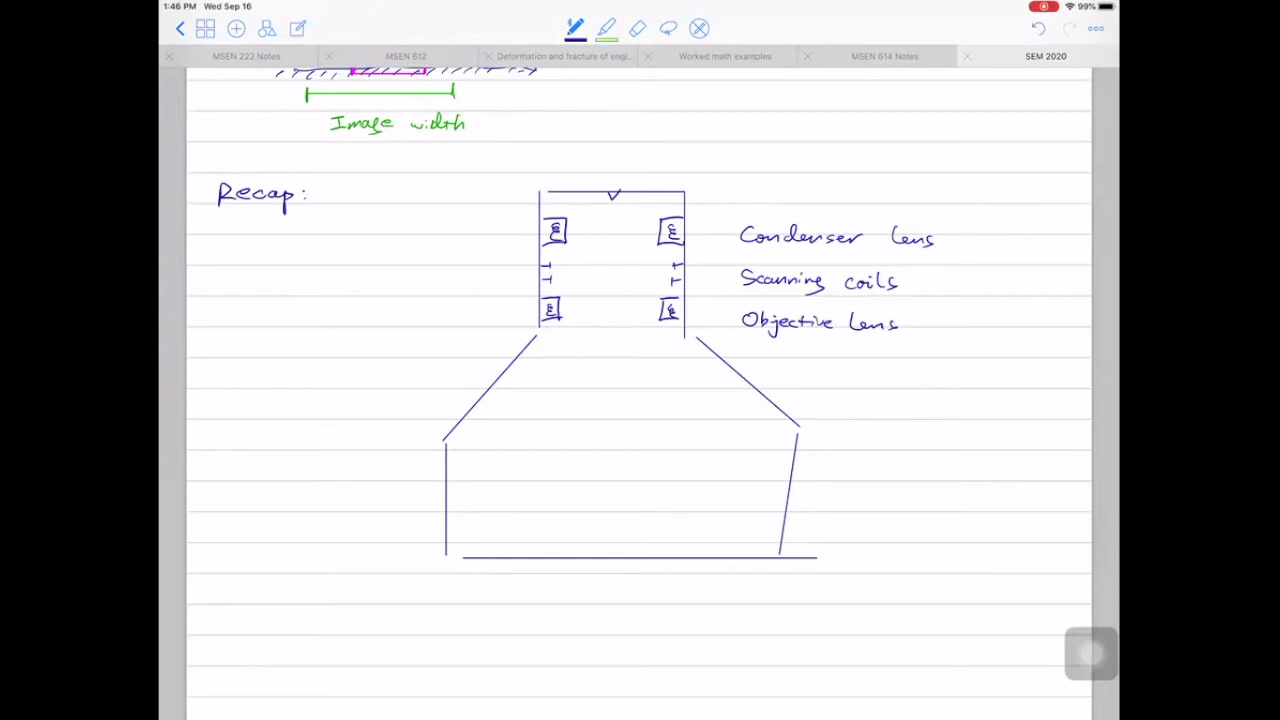 1:46 PM Wed Sep 16
99%
MSEN 222 Notes
MSEN 612
Deformation and fracture of engi...
Worked math examples
MSEN 614 Notes
SEM 2020
Image width
Recap:
Condenser lens
Scanning coils
Objective lens